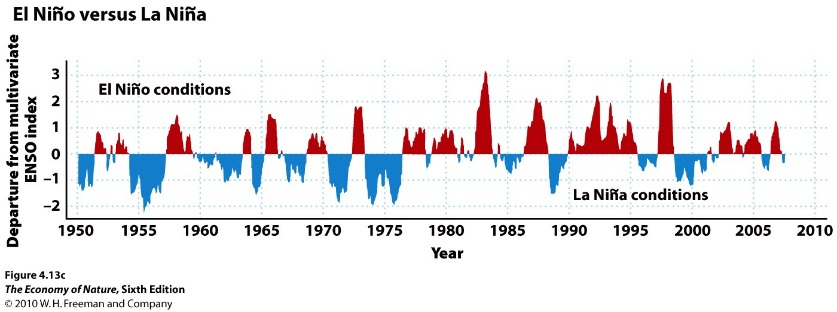 El Niño versus La Niña
Departure from multivariate
ENSO index
3
2
1
0
−1
−2
El Niño conditions
La Niña conditions
1950 1955 1960 1965 1970 1975 1980 1985 1990 1995 2000 2005 2010
Year
Figure 4.13c
The Economy of Nature, Sixth Edition
© 2010 W. H. Freeman and Company